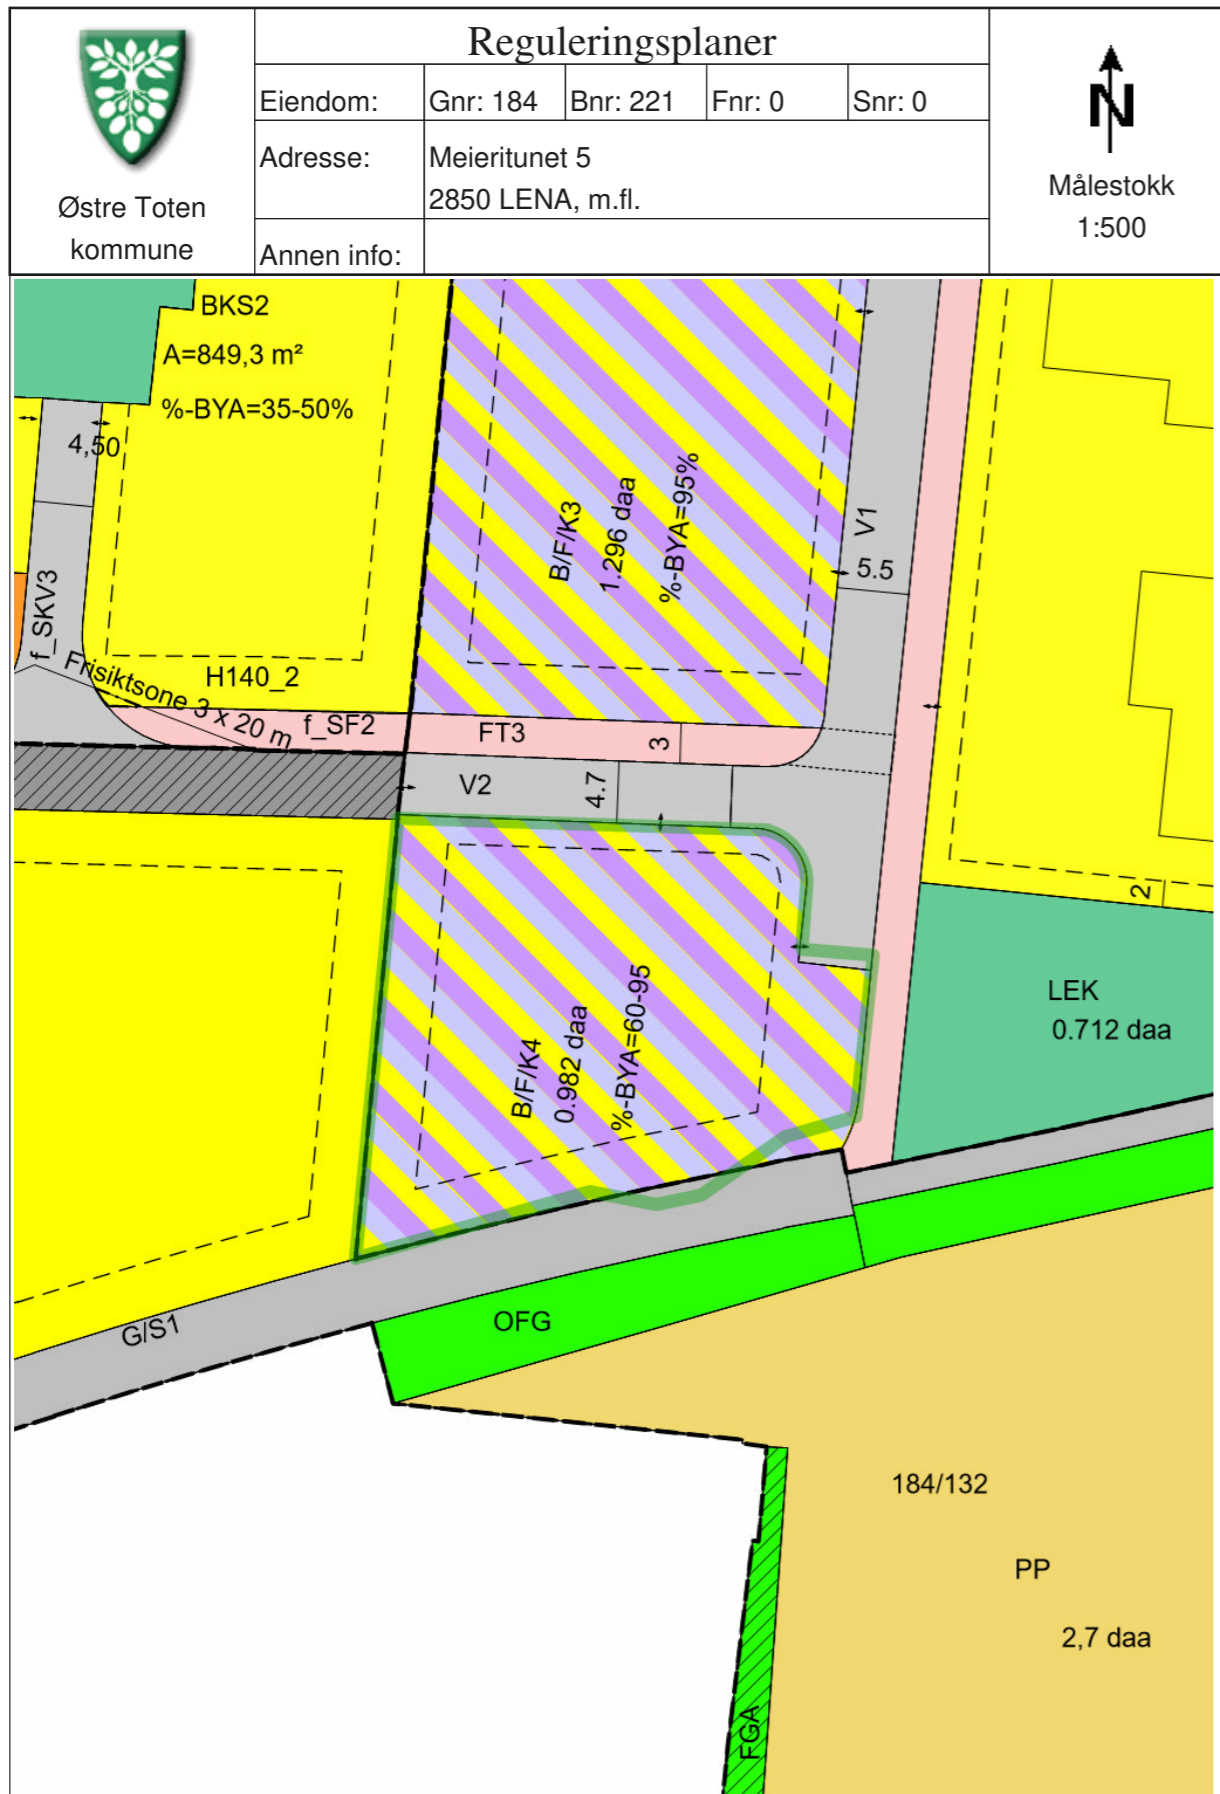 Østre Toten
kommune
Reguleringsplaner
Eiendom:
Gnr: 184
Bnr: 221
Fnr: 0
Snr: 0
Adresse:
Meieritunet 5
2850 LENA, m.fl.
Annen info:
N
Målestokk
1:500
BKS2
A=849,3 m²
%-BYA=35-50%
4,50
f_SKV3
Frisiktsone 3 x 20 m
H140_2
f_SF2
FT3
3
B/F/K3
1.296 daa
%-BYA=95%
V1
5.5
V2
4.7
2
B/F/K4
0.982 daa
%-BYA=60-95
LEK
0.712 daa
G/S1
OFG
184/132
PP
2,7 daa
FGA